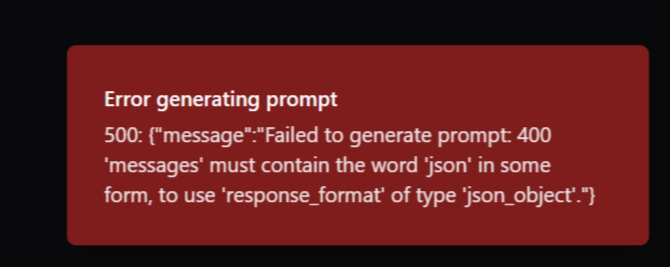 Error generating prompt
500: {"message":"Failed to generate prompt: 400
'messages' must contain the word 'json' in some
form, to use 'response_format' of type 'json_object'."}